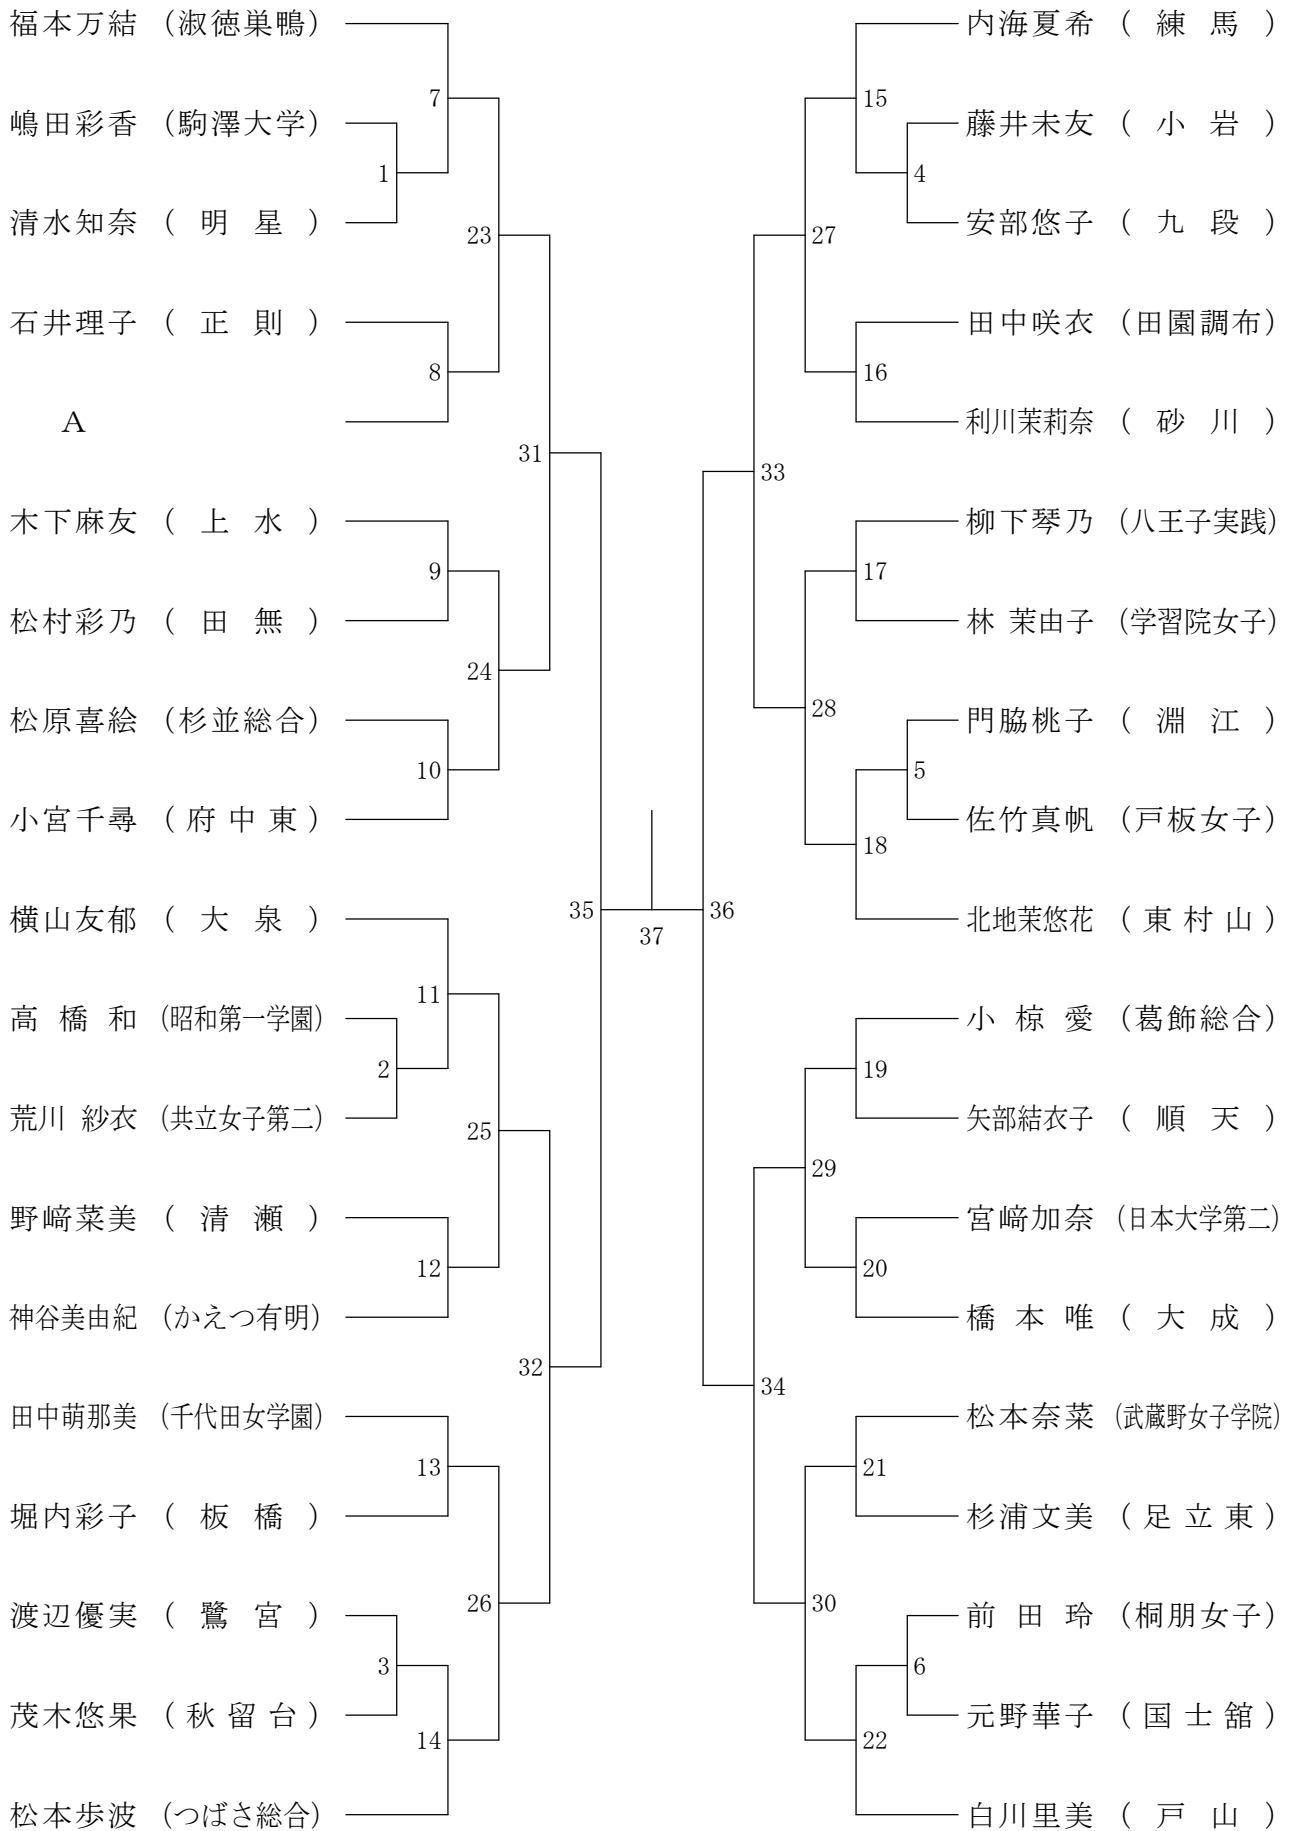 福本万結 (淑徳巣鴨)
7
嶋田彩香 (駒澤大学)
1
清水知奈 (明星)
23
石井理子 (正則)
8
A
31
木下麻友 (上水)
9
松村彩乃 (田無)
24
松原喜絵 (杉並総合)
10
小宮千尋 (府中東)
35
横山友郁 (大泉)
11
高橋和 (昭和第一学園)
2
荒川 紗衣 (共立女子第二)
25
野﨑菜美 (清瀬)
12
神谷美由紀 (かえつ有明)
32
田中萌那美 (千代田女学園)
13
堀内彩子 (板橋)
26
渡辺優実 (鷺宮)
3
茂木悠果 (秋留台)
14
松本歩波 (つばさ総合)
37
内海夏希 (練馬)
15
藤井未友 (小岩)
4
安部悠子 (九段)
27
田中咲衣 (田園調布)
16
利川茉莉奈 (砂川)
33
柳下琴乃 (八王子実践)
17
林 茉由子 (学習院女子)
28
門脇桃子 (淵江)
5
佐竹真帆 (戸板女子)
18
北地茉悠花 (東村山)
36
小椋愛 (葛飾総合)
19
矢部結衣子 (順天)
29
宮﨑加奈 (日本大学第二)
20
橋本唯 (大成)
34
松本奈菜 (武蔵野女子学院)
21
杉浦文美 (足立東)
30
前田玲 (桐朋女子)
6
元野華子 (国士舘)
22
白川里美 (戸山)